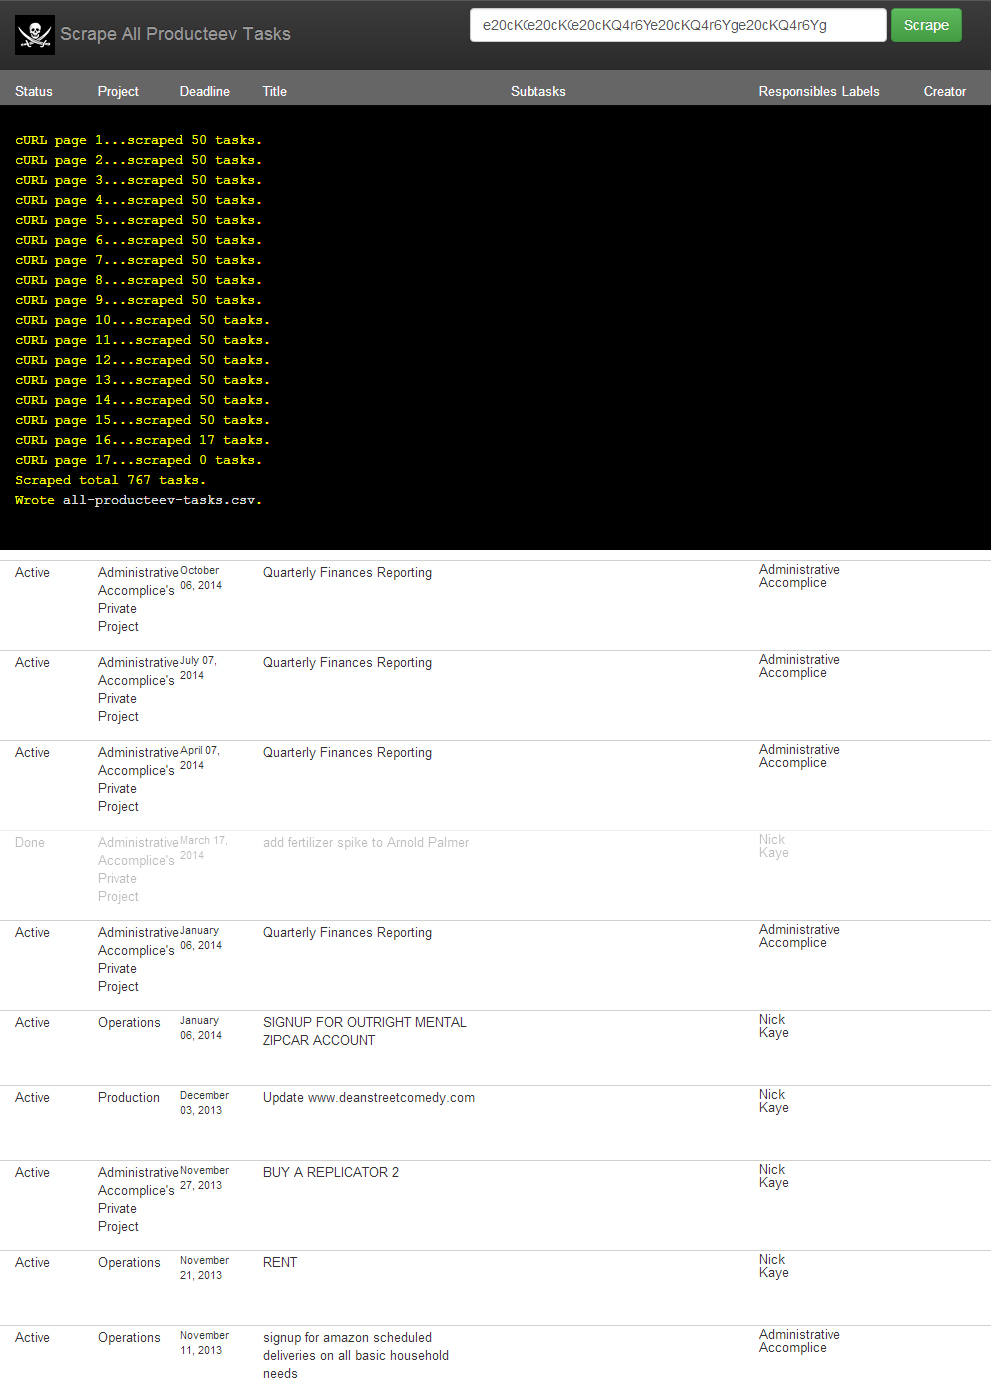 Scrape All Producteev Tasks
e20cK(e20cK(e20cKQ4r6Ye20cKQ4r6Yge20cKQ4r6Yg Scrape
Status Project Deadline Title Subtasks Responsibles Labels Creator
cURL page 1...scraped 50 tasks.
cURL page 2...scraped 50 tasks.
cURL page 3...scraped 50 tasks.
cURL page 4...scraped 50 tasks.
cURL page 5...scraped 50 tasks.
cURL page 6...scraped 50 tasks.
cURL page 7...scraped 50 tasks.
cURL page 8...scraped 50 tasks.
cURL page 9...scraped 50 tasks.
cURL page 10...scraped 50 tasks.
cURL page 11...scraped 50 tasks.
cURL page 12...scraped 50 tasks.
cURL page 13...scraped 50 tasks.
cURL page 14...scraped 50 tasks.
cURL page 15...scraped 50 tasks.
cURL page 16...scraped 17 tasks.
cURL page 17...scraped 0 tasks.
Scraped total 767 tasks.
Wrote all-producteev-tasks.csv.
Active
Administrative
Accomplice's
Private
Project
October
06, 2014
Quarterly Finances Reporting
Administrative
Accomplice
Active
Administrative
Accomplice's
Private
Project
July 07,
2014
Quarterly Finances Reporting
Administrative
Accomplice
Active
Administrative
Accomplice's
Private
Project
April 07,
2014
Quarterly Finances Reporting
Administrative
Accomplice
Done
Administrative
Accomplice's
Private
Project
March 17,
2014
add fertilizer spike to Arnold Palmer
Nick
Kaye
Active
Administrative
Accomplice's
Private
Project
January
06, 2014
Quarterly Finances Reporting
Administrative
Accomplice
Active
Operations
January
06, 2014
SIGNUP FOR OUTRIGHT MENTAL
ZIPCAR ACCOUNT
Nick
Kaye
Active
Production
December
03, 2013
Update www.deanstreetcomedy.com
Nick
Kaye
Active
Administrative
Accomplice's
Private
Project
November
27, 2013
BUY A REPLICATOR 2
Nick
Kaye
Active
Operations
November
21, 2013
RENT
Nick
Kaye
Active
Operations
November
11, 2013
signup for amazon scheduled
deliveries on all basic household
needs
Administrative
Accomplice